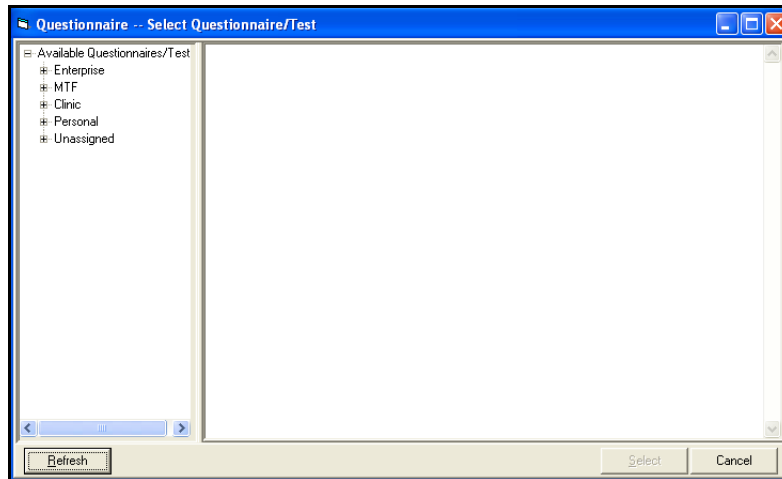 Questionnaire -- Select Questionnaire/Test
Available Questionnaires/Test
Enterprise
MTF
Clinic
Personal
Unassigned
Refresh
Select
Cancel